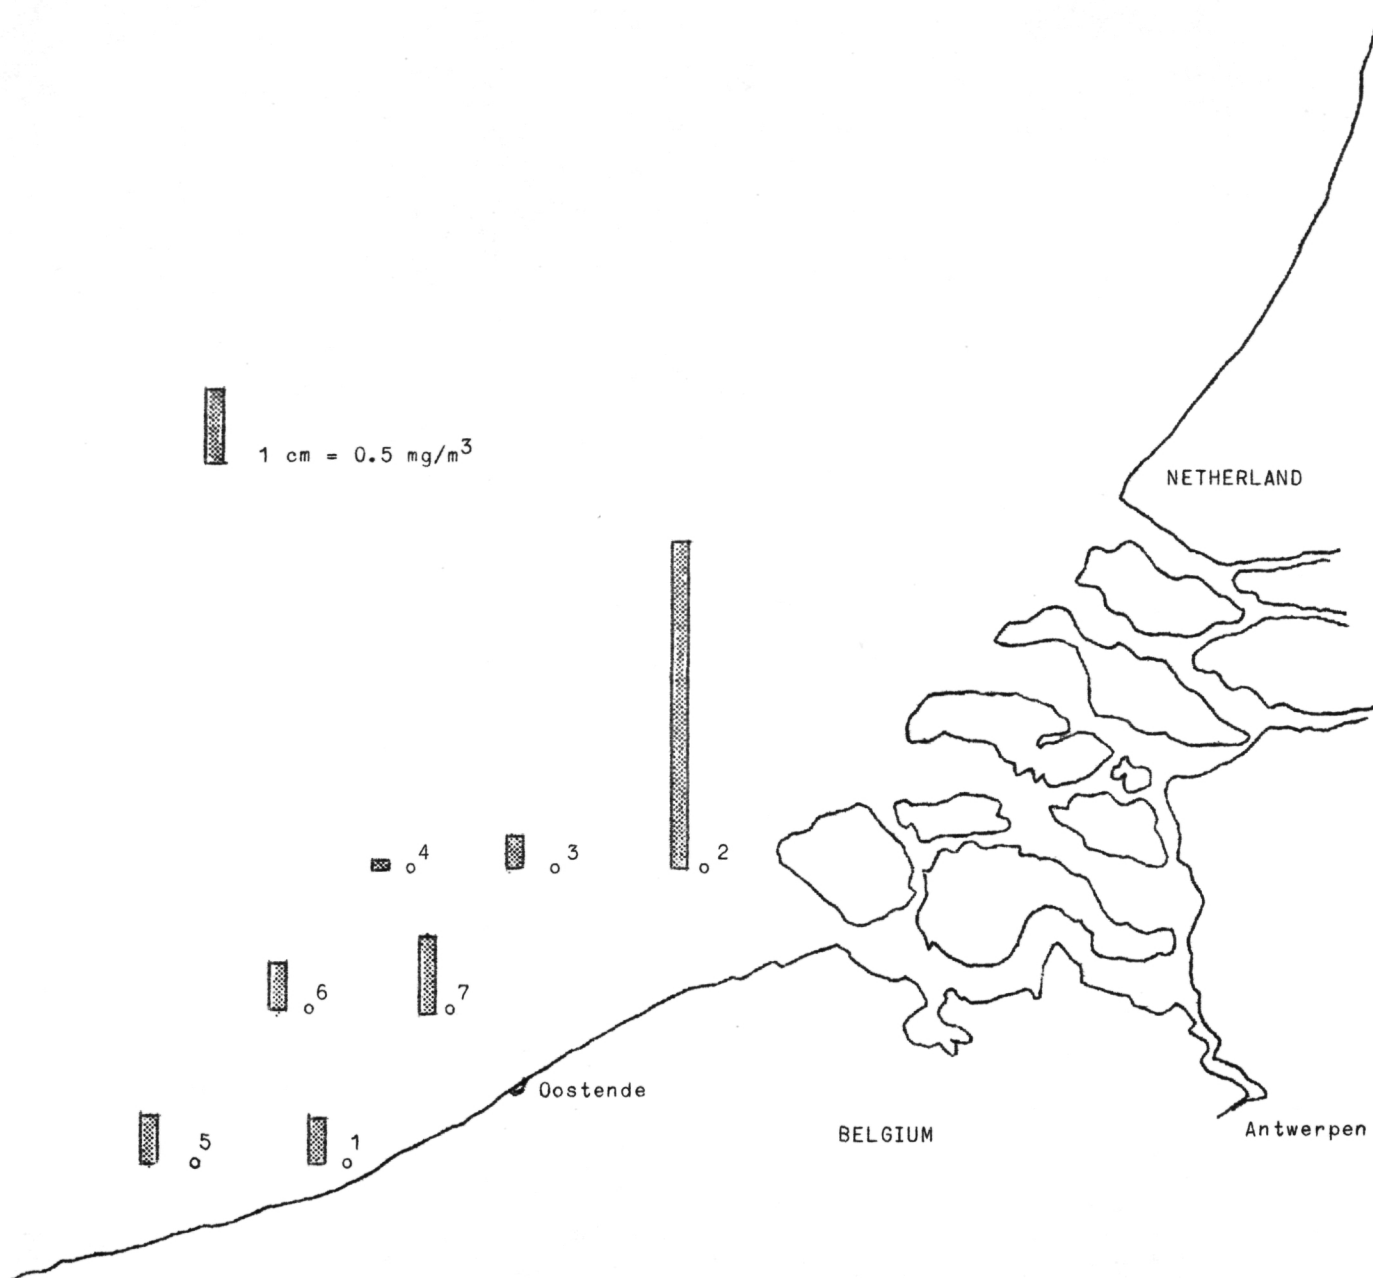 1 cm = 0.5 mg/m³
NETHERLAND
4
3
2
6
7
Oostende
5
1
BELGIUM
Antwerpen